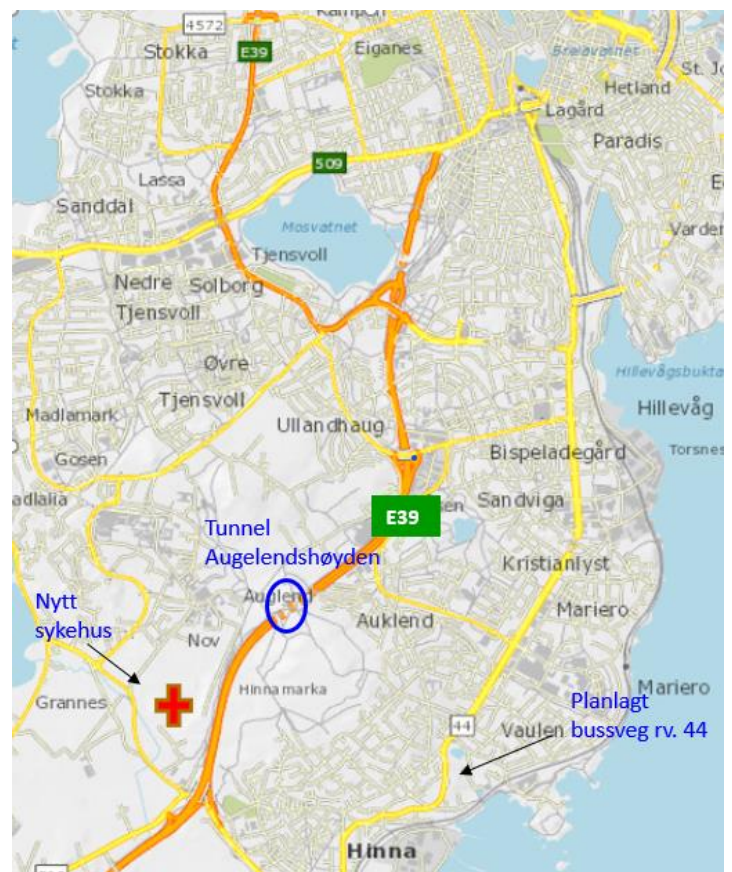 Kampen
4572
Stokka
E39
Eiganes
Breiavatnet
St. Jo
Hetland
Stokka
Lagård
Paradis
509
Lassa
Sanddal
Mosvatnet
Varden
Tjensvoll
Nedre
Tjensvoll
Solborg
Øvre
Tjensvoll
Hillevågsbukta
Hillevåg
Madlamark
Ullandhaug
Gosen
Bispeladegård
Torsnes
adlalia
E39
sen
Sandviga
Tunnel
Augelendshøyden
Kristianlyst
Nytt
sykehus
Auglend
Auklend
Mariero
Nov
Hinnamarka
Mariero
Grannes
Planlagt
bussveg rv. 44
44
Vaulen
Hinna